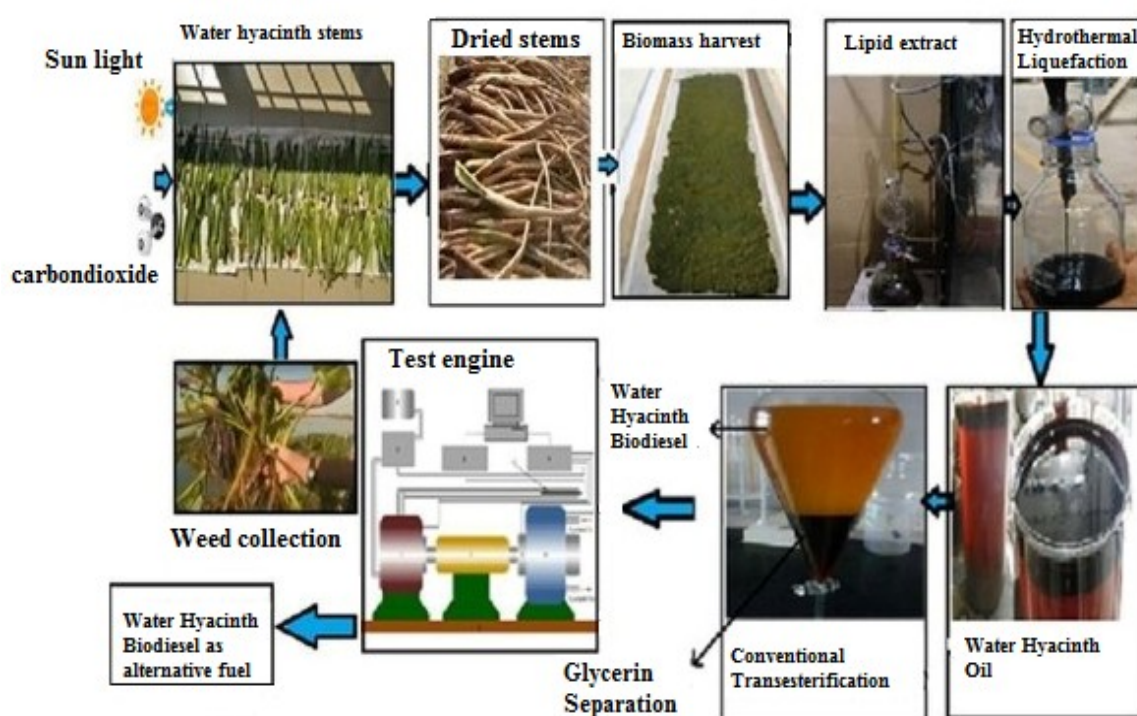 Water hyacinth stems
Dried stems
Biomass harvest
Lipid extract
Hydrothermal
Liquefaction
Sun light
carbondioxide
Weed collection
Test engine
Water
Hyacinth
Biodiesel
Water Hyacinth
Biodiesel as
alternative fuel
Glycerin
Separation
Conventional
Transesterification
Water Hyacinth
Oil